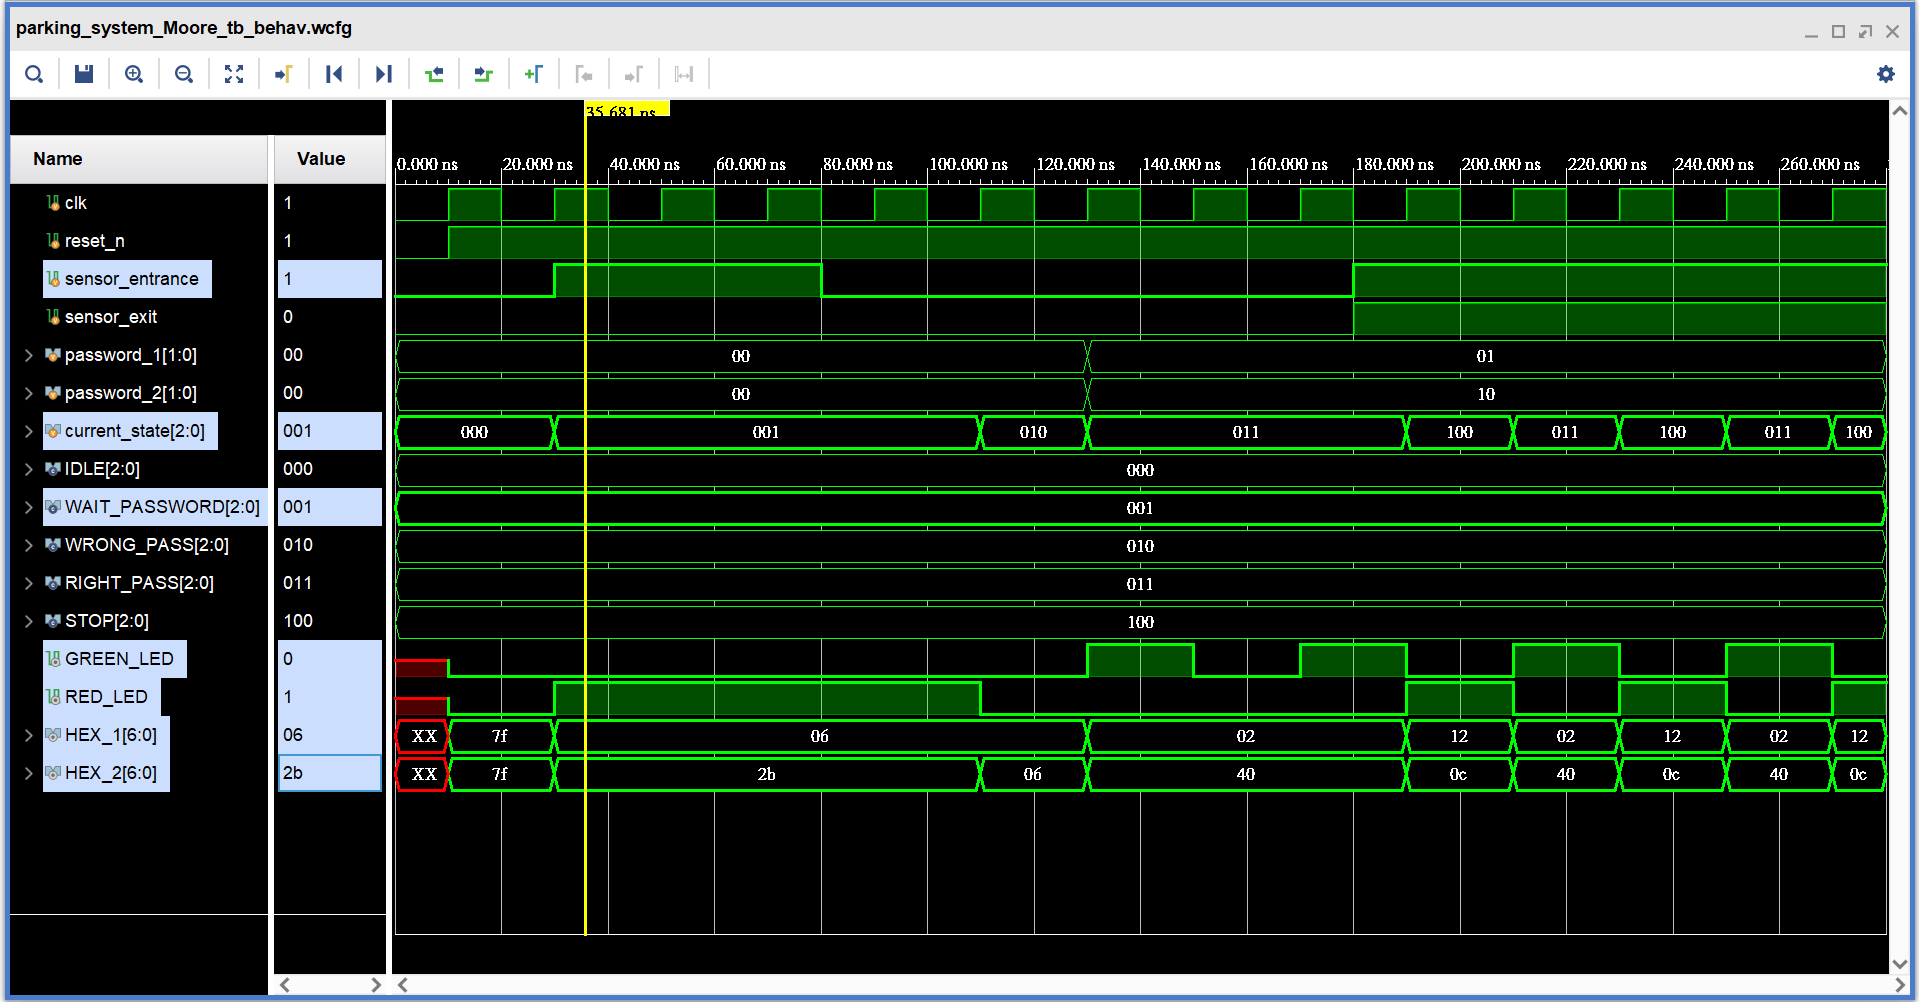 parking_system_Moore_tb_behav.wcfg
35.681 ns
Name Value 0.000 ns 20.000 ns 40.000 ns 60.000 ns 80.000 ns 100.000 ns 120.000 ns 140.000 ns 160.000 ns 180.000 ns 200.000 ns 220.000 ns 240.000 ns 260.000 ns
clk 1
reset_n 1
sensor_entrance 1
sensor_exit 0
password_1[1:0] 00 00 01
password_2[1:0] 00 00 10
current_state[2:0] 001 000 001 010 011 100 011 100 011 100
IDLE[2:0] 000 000
WAIT_PASSWORD[2:0] 001 001
WRONG_PASS[2:0] 010 010
RIGHT_PASS[2:0] 011 011
STOP[2:0] 100 100
GREEN_LED 0
RED_LED 1
HEX_1[6:0] 06 XX 7f 06 02 12 02 12 02 12
HEX_2[6:0] 2b XX 7f 2b 06 40 0c 40 0c 40 0c